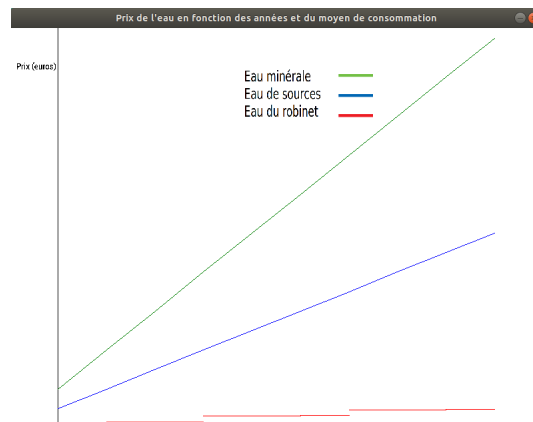 Prix de l'eau en fonction des années et du moyen de consommation
Prix (euros)
Eau minérale
Eau de sources
Eau du robinet